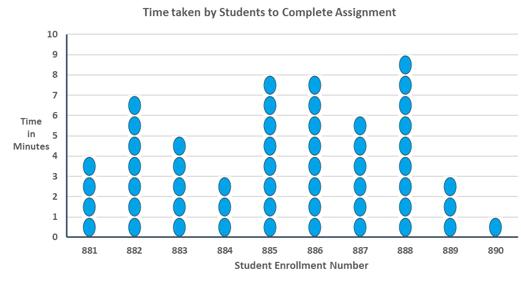 Time taken by Students to Complete Assignment
10
9
8
7
6
5
4
3
2
1
0
Time
in
Minutes
881 882 883 884 885 886 887 888 889 890
Student Enrollment Number